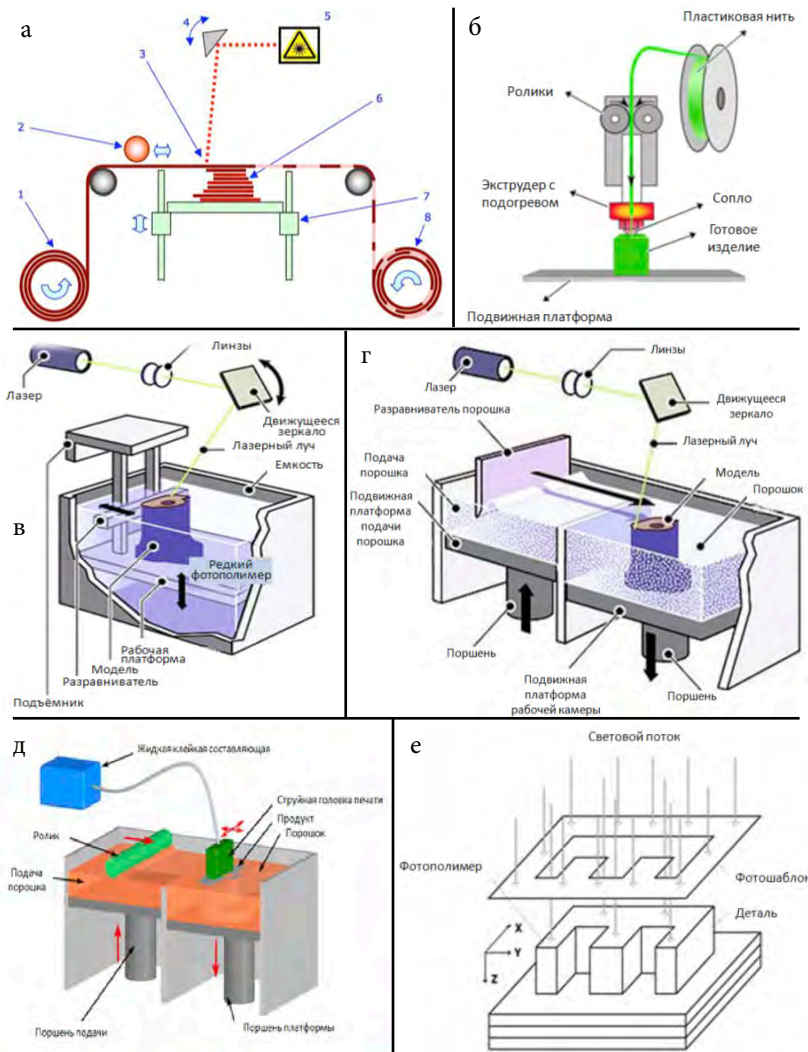 а
4
5
3
2
6
1
7
8
б
Пластиковая нить
Ролики
Экструдер с
подогревом
Сопло
Готовое
изделие
Подвижная платформа
в
Линзы
Лазер
Движущееся
зеркало
Лазерный луч
Емкость
Редкий
фотополимер
Рабочая
платформа
Модель
Разравниватель
Подъёмник
г
Линзы
Лазер
Движущееся
зеркало
Разравниватель порошка
Лазерный луч
Подача
порошка
Модель
Порошок
Подвижная
платформа
подачи
порошка
Поршень
Подвижная
платформа
рабочей камеры
Поршень
д
Жидкая клейкая составляющая
Струйная головка печати
Продукт
Порошок
Ролик
Подача
порошка
Поршень подачи
Поршень платформы
е
Световой поток
Фотополимер
Фотошаблон
Деталь
X
Y
Z